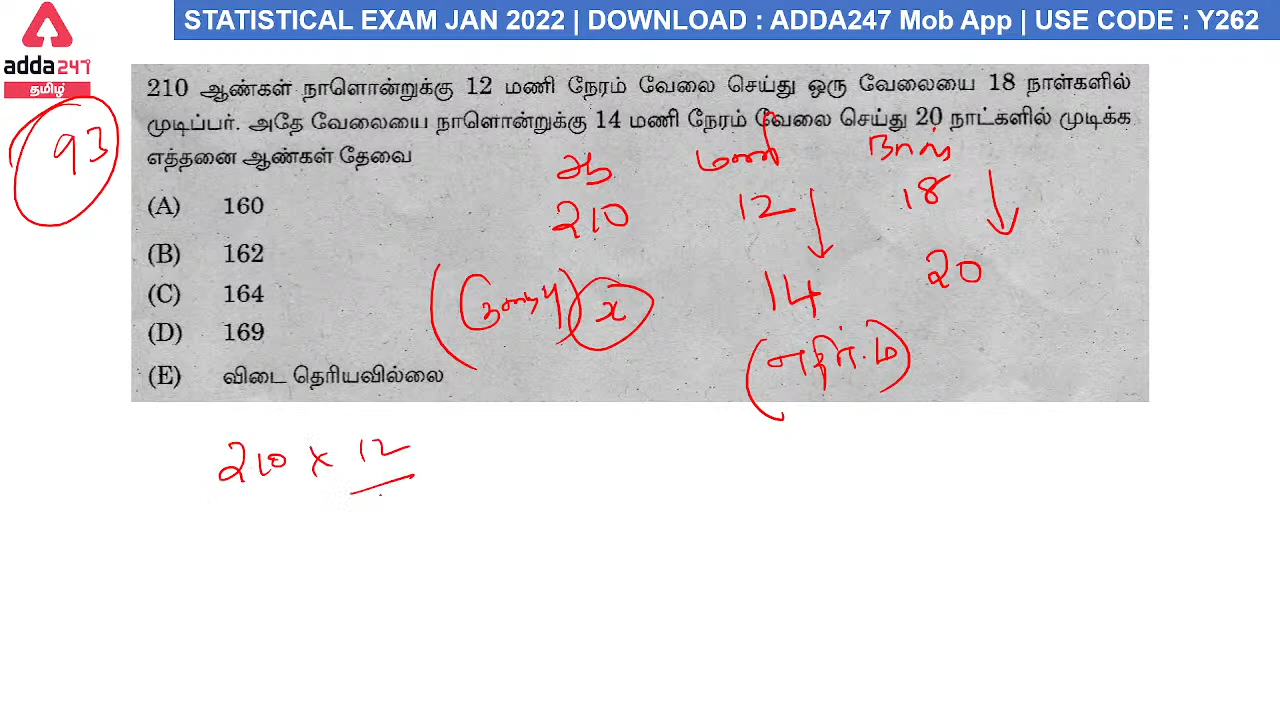 STATISTICAL EXAM JAN 2022 | DOWNLOAD : ADDA247 Mob App | USE CODE : Y262
adda247
தமிழ்
93
210 ஆண்கள் நாளொன்றுக்கு 12 மணி நேரம் வேலை செய்து ஒரு வேலையை 18 நாள்களில்
முடிப்பர். அதே வேலையை நாளொன்றுக்கு 14 மணி நேரம் வேலை செய்து 20 நாட்களில் முடிக்க
எத்தனை ஆண்கள் தேவை
(A) 160
(B) 162
(C) 164
(D) 169
(E) விடை தெரியவில்லை
ஆ மணி நாள்
210 12 18
x 14 20
(எதிர்.ம)
210 x 12